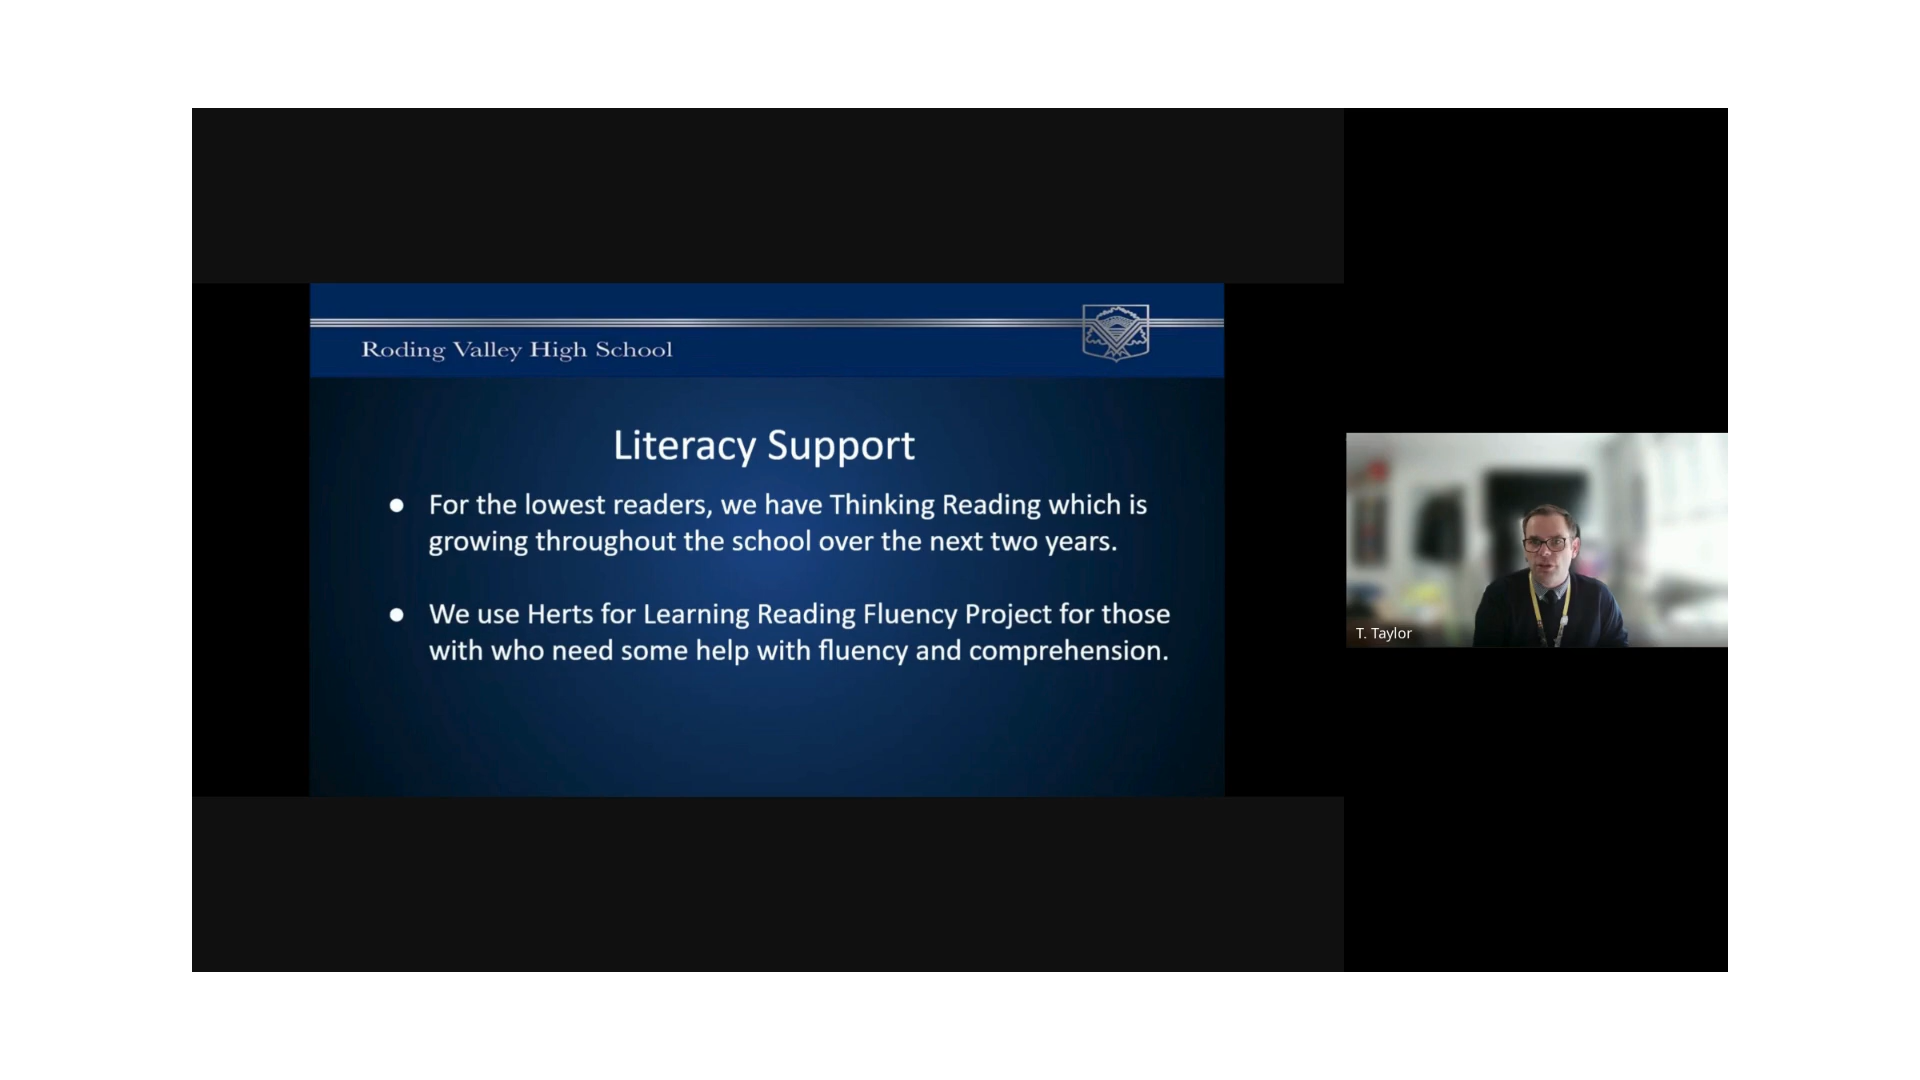 Roding Valley High School
Literacy Support
● For the lowest readers, we have Thinking Reading which is
growing throughout the school over the next two years.
● We use Herts for Learning Reading Fluency Project for those
with who need some help with fluency and comprehension.
T. Taylor